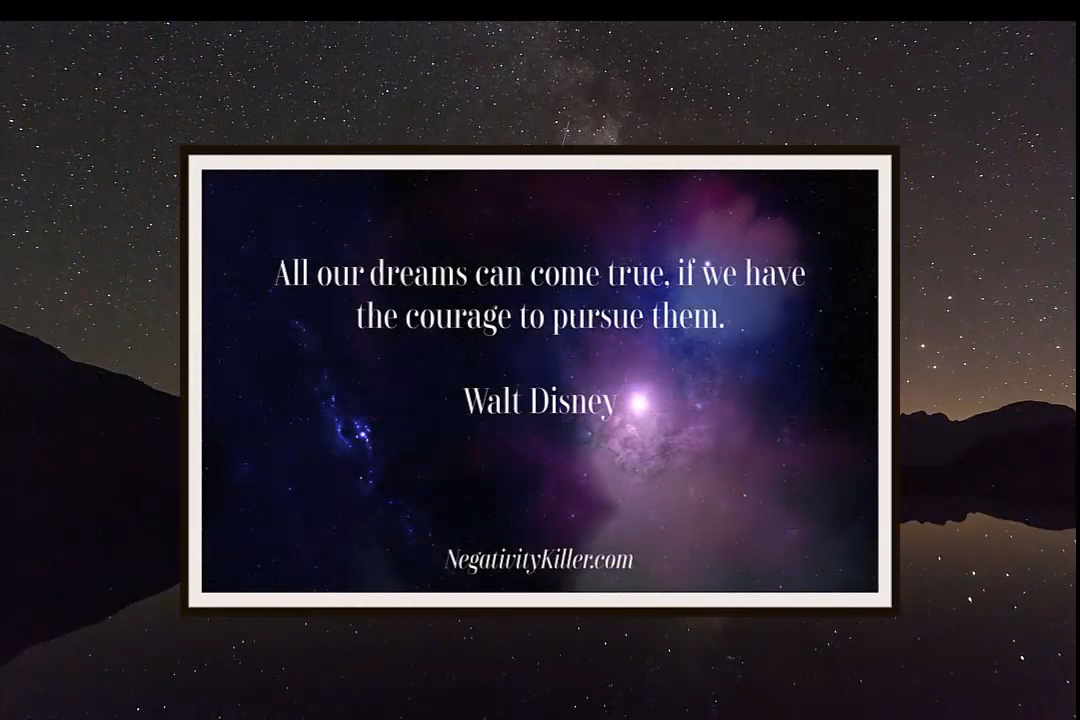 All our dreams can come true, if we have
the courage to pursue them.
Walt Disney
NegativityKiller.com